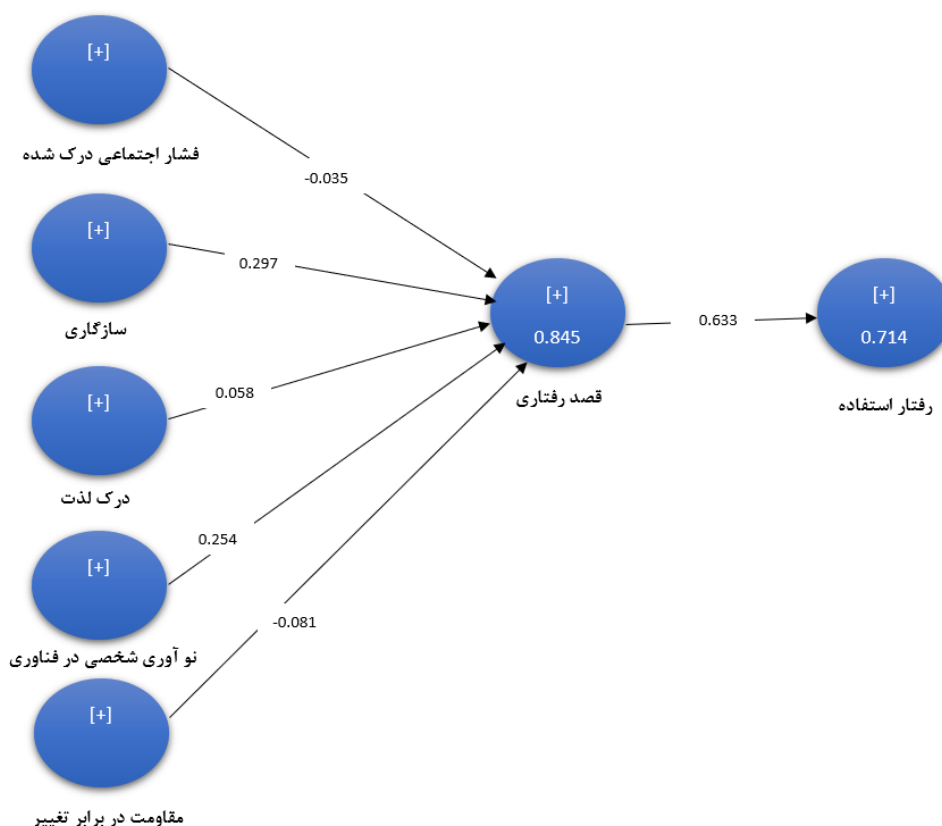 [+]
فشار اجتماعی درک شده
-0.035
[+]
سازگاری
0.297
[+]
درک لذت
0.058
[+]
نو آوری شخصی در فناوری
0.254
[+]
مقاومت در برابر تغییر
-0.081
[+]
0.845
قصد رفتاری
0.633
[+]
0.714
رفتار استفاده